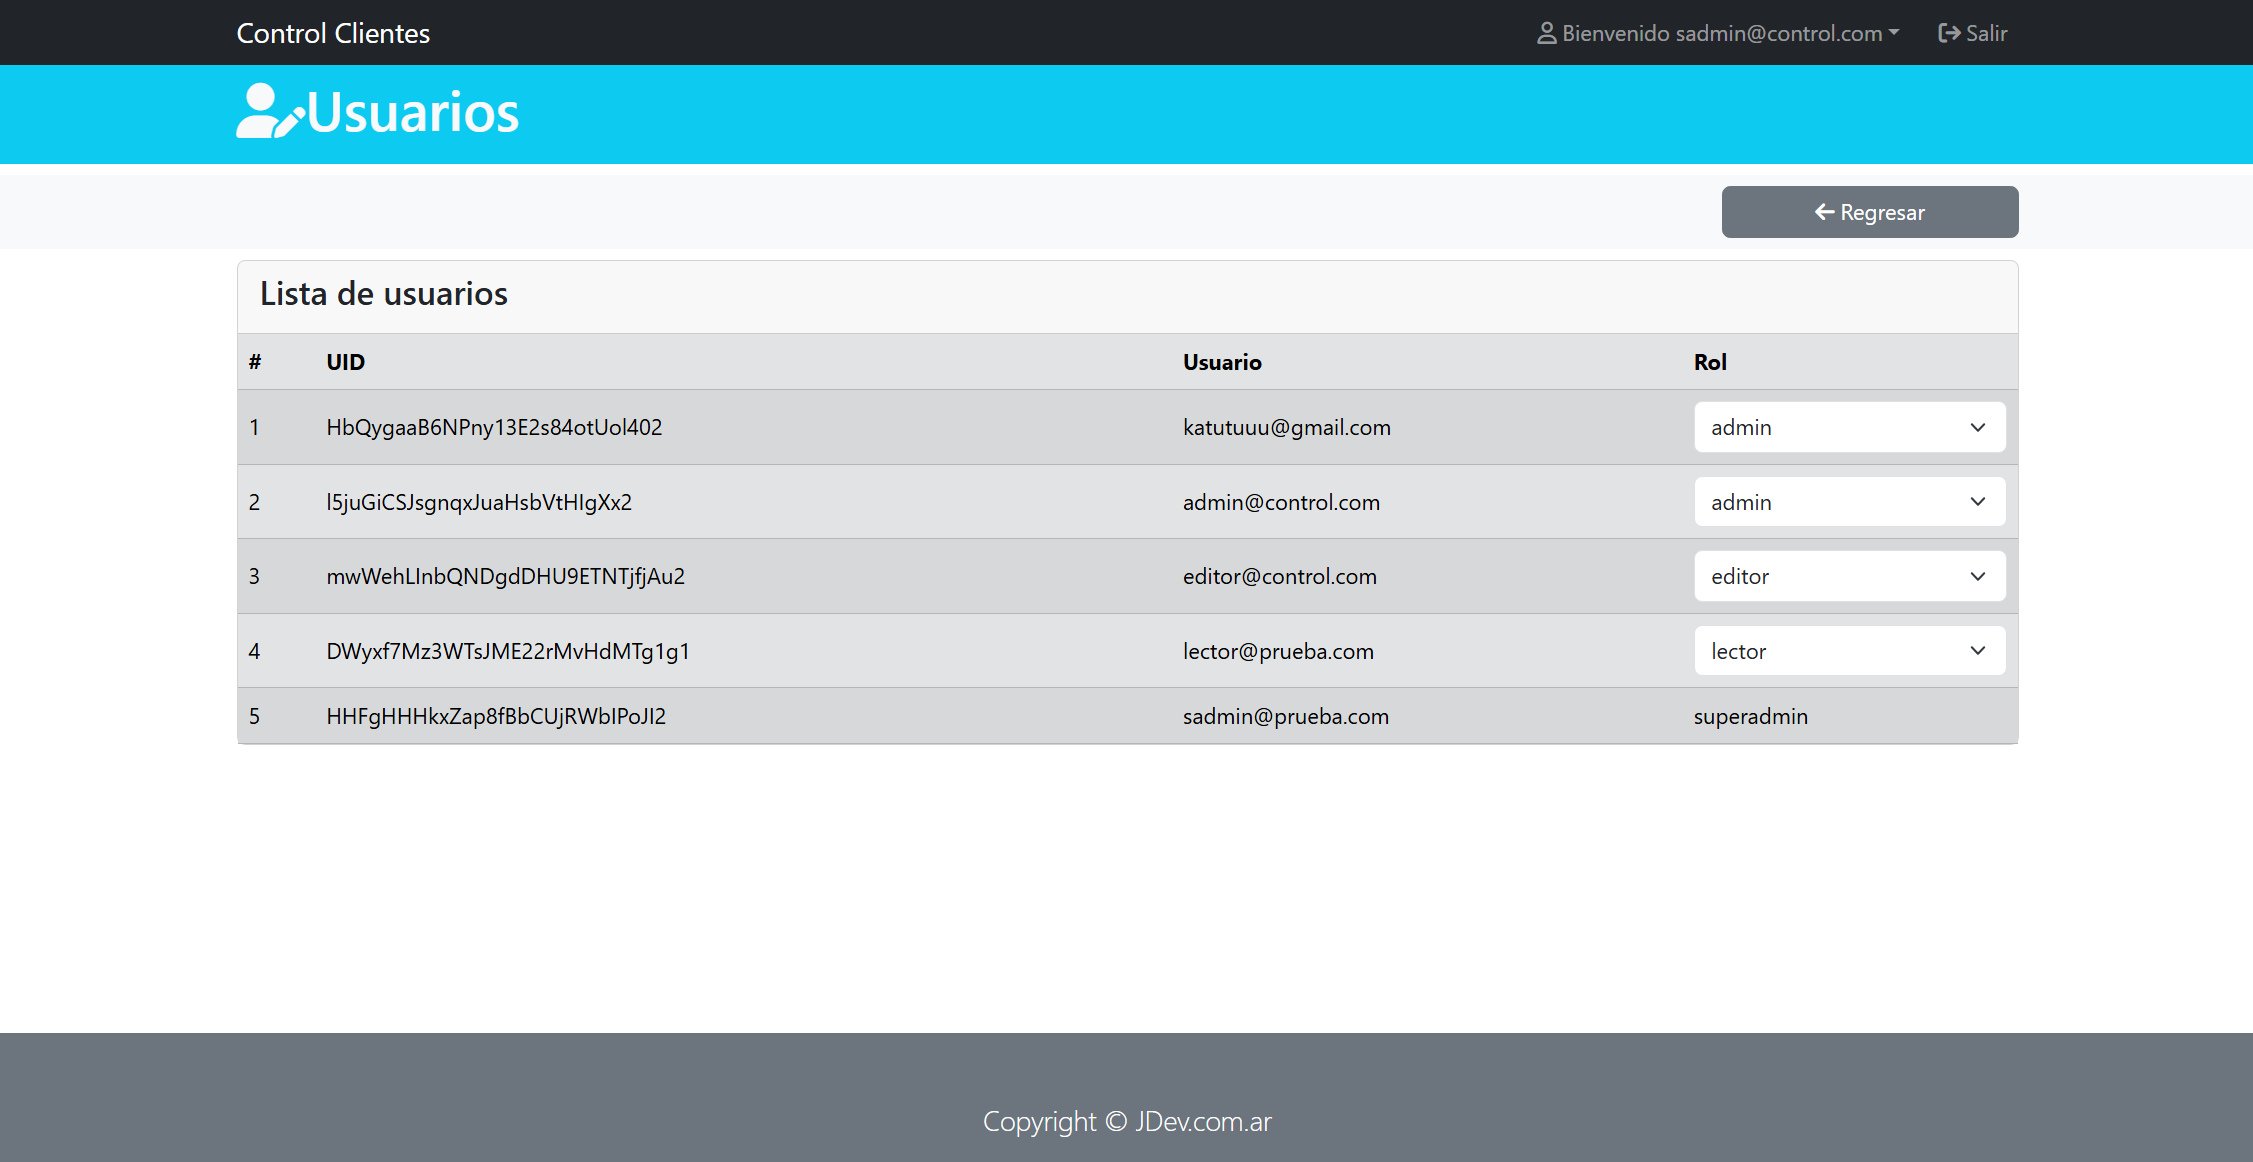 Control Clientes Bienvenido sadmin@control.com Salir
Usuarios
Regresar
Lista de usuarios
# UID Usuario Rol
1 HbQygaaB6NPny13E2s84otUol402 katutuuu@gmail.com admin
2 l5juGiCSJsgnqxJuaHsbVtHIgXx2 admin@control.com admin
3 mwWehLInbQNDgdDHU9ETNTjfjAu2 editor@control.com editor
4 DWyxf7Mz3WTsJME22rMvHdMTg1g1 lector@prueba.com lector
5 HHFgHHHkxZap8fBbCUjRWbIPoJI2 sadmin@prueba.com superadmin
Copyright © JDev.com.ar